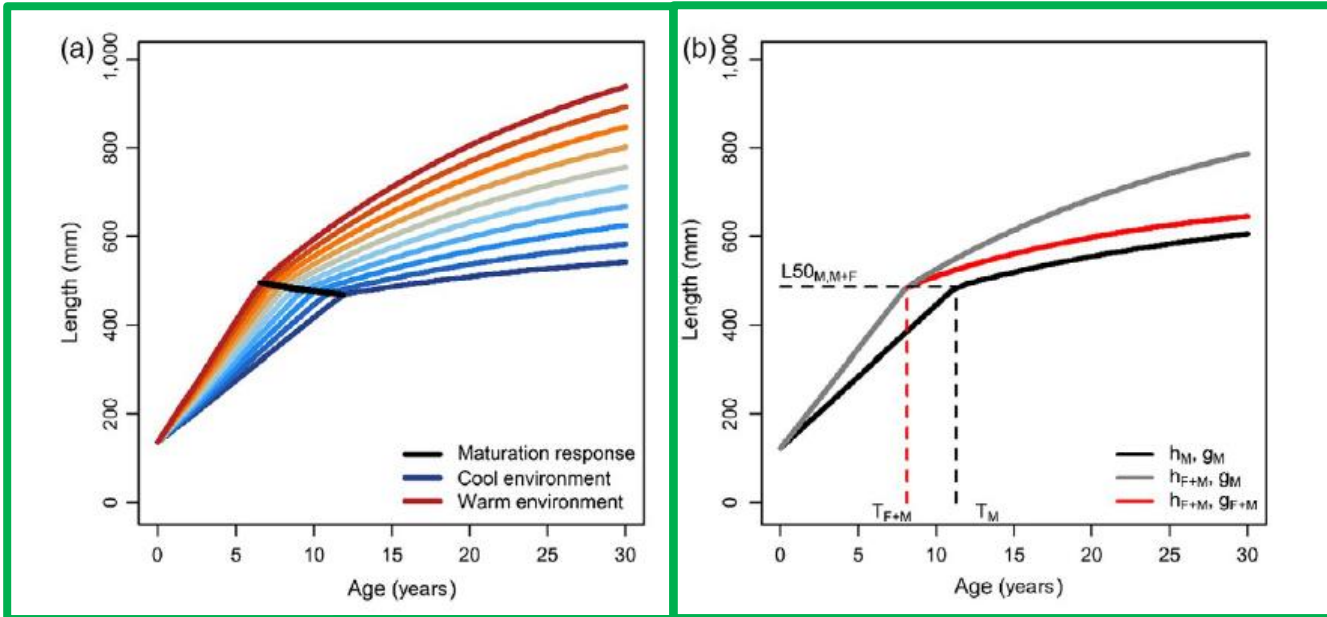 (a)
1,000
800
600
400
200
0
Length (mm)
Maturation response
Cool environment
Warm environment
0 5 10 15 20 25 30
Age (years)
(b)
1,000
800
600
400
200
0
Length (mm)
L50M,M+F
TF+M
TM
hM, gM
hF+M, gM
hF+M, gF+M
0 5 10 15 20 25 30
Age (years)